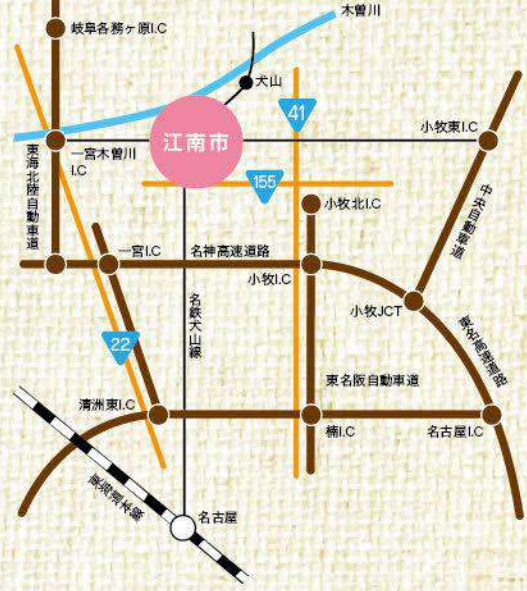 木曽川
岐阜各務ヶ原I.C
犬山
41
江南市
小牧東I.C
一宮木曽川
I.C
東海北陸自動車道
155
小牧北I.C
中央自動車道
一宮I.C
名神高速道路
小牧I.C
小牧JCT
名鉄犬山線
東名高速道路
22
東名阪自動車道
清洲東I.C
楠I.C
名古屋I.C
東海道本線
名古屋